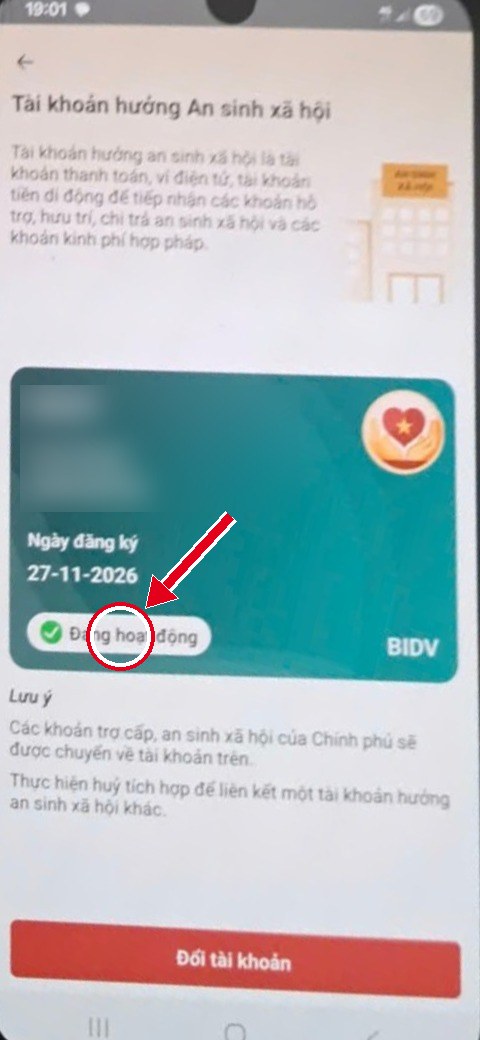 19:01
Tài khoản hưởng An sinh xã hội
Tài khoản hưởng an sinh xã hội là tài
khoản thanh toán, ví điện tử, tài khoản
tiền di động để tiếp nhận các khoản hỗ
trợ, hưu trí, chi trả an sinh xã hội và các
khoản kinh phí hợp pháp.
AN SINH
XÃ HỘI
Ngày đăng ký
27-11-2026
Đang hoạt động
BIDV
Lưu ý
Các khoản trợ cấp, an sinh xã hội của Chính phủ sẽ
được chuyển về tài khoản trên.
Thực hiện huỷ tích hợp để liên kết một tài khoản hưởng
an sinh xã hội khác.
Đổi tài khoản